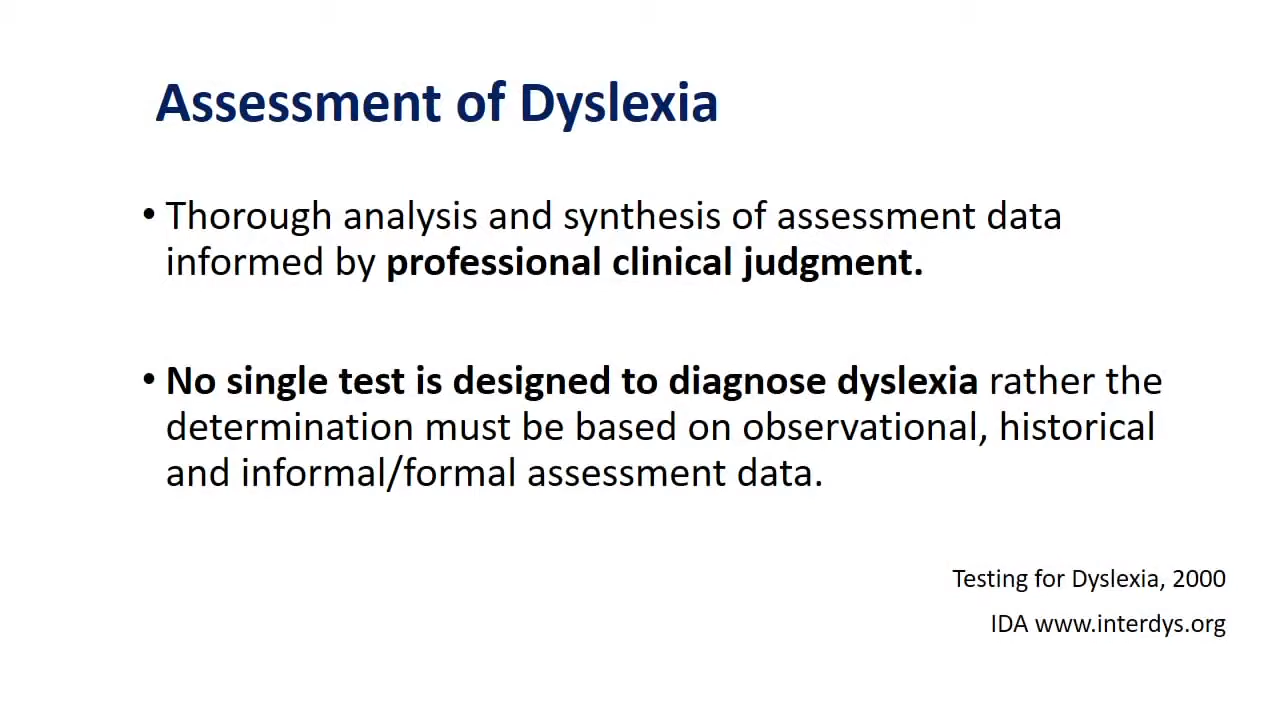 Assessment of Dyslexia
• Thorough analysis and synthesis of assessment data
informed by professional clinical judgment.
• No single test is designed to diagnose dyslexia rather the
determination must be based on observational, historical
and informal/formal assessment data.
Testing for Dyslexia, 2000
IDA www.interdys.org